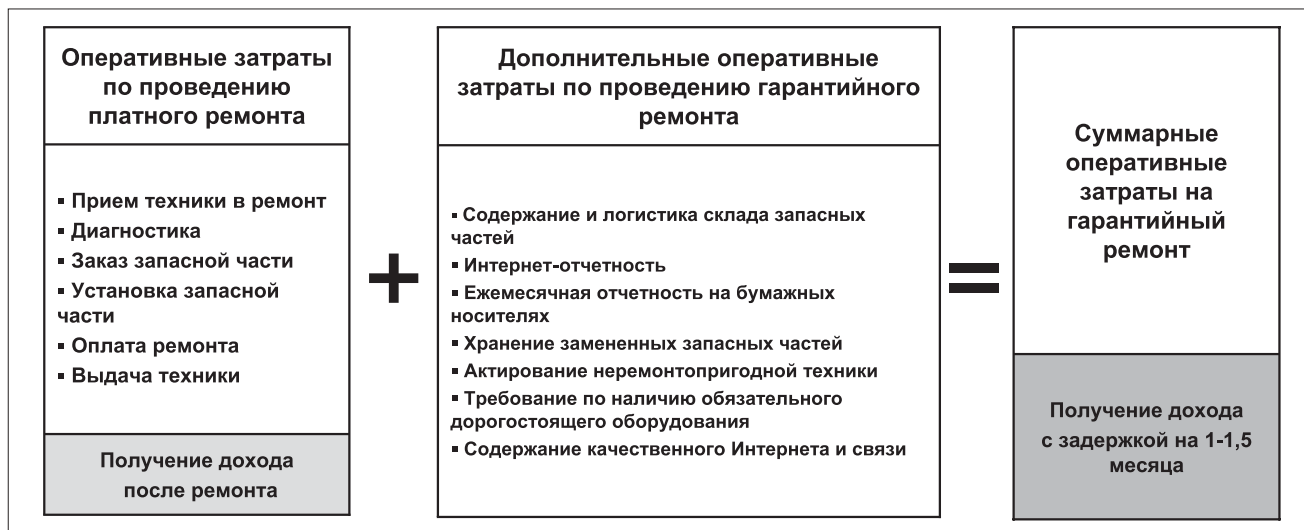 Оперативные затраты
по проведению
платного ремонта
▪ Прием техники в ремонт
▪ Диагностика
▪ Заказ запасной части
▪ Установка запасной
части
▪ Оплата ремонта
▪ Выдача техники
Получение дохода
после ремонта
+
Дополнительные оперативные
затраты по проведению гарантийного
ремонта
▪ Содержание и логистика склада запасных
частей
▪ Интернет-отчетность
▪ Ежемесячная отчетность на бумажных
носителях
▪ Хранение замененных запасных частей
▪ Актирование неремонтопригодной техники
▪ Требование по наличию обязательного
дорогостоящего оборудования
▪ Содержание качественного Интернета и связи
=
Суммарные
оперативные
затраты на
гарантийный
ремонт
Получение дохода
с задержкой на 1-1,5
месяца